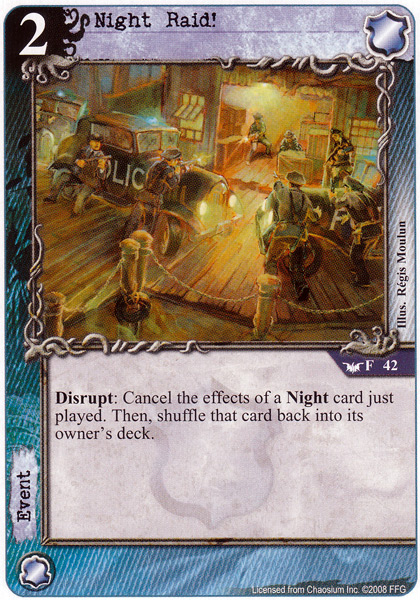 2
Night Raid!
OLIC
Illus. Régis Moulun
F 42
Disrupt: Cancel the effects of a Night card just
played. Then, shuffle that card back into its
owner's deck.
Event
Licensed from Chaosium Inc. ©2008 FFG